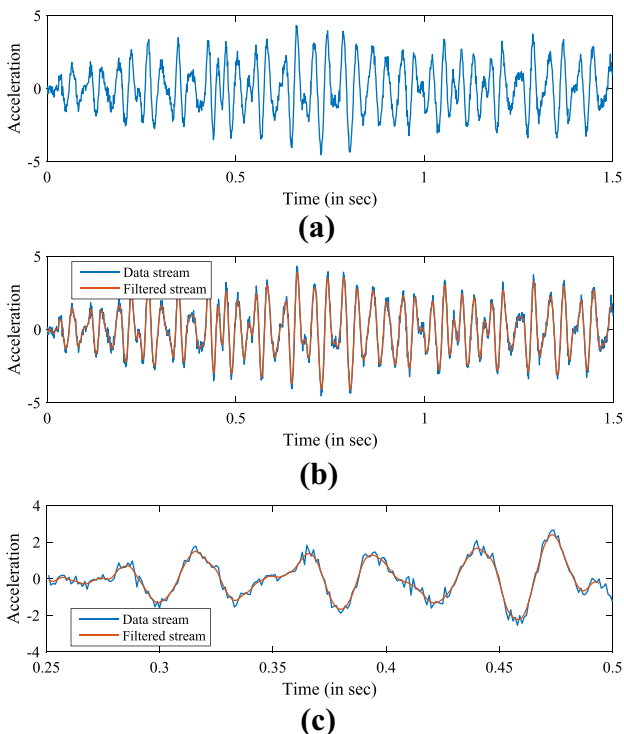 5
0
-5
Acceleration
0
0.5
1
1.5
Time (in sec)
(a)
5
0
-5
Acceleration
Data stream
Filtered stream
0
0.5
1
1.5
Time (in sec)
(b)
4
2
0
-2
-4
Acceleration
Data stream
Filtered stream
0.25
0.3
0.35
0.4
0.45
0.5
Time (in sec)
(c)